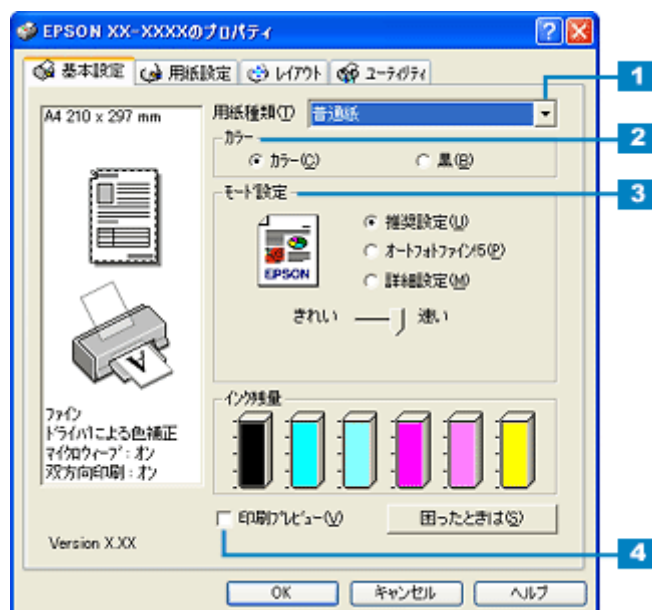 EPSON XX-XXXXのプロパティ
基本設定 用紙設定 レイアウト ユーティリティ
1
A4 210 x 297 mm
用紙種類(T) 普通紙
2
カラー
カラー(C) 黒(B)
3
モード設定
推奨設定(U)
オートフォトファイン!5(P)
詳細設定(M)
EPSON
きれい 速い
A
ファイン
ドライバによる色補正
マイクロウィーブ：オン
双方向印刷：オン
インク残量
印刷プレビュー(V) 困ったときは(S)
Version X.XX
4
OK キャンセル ヘルプ